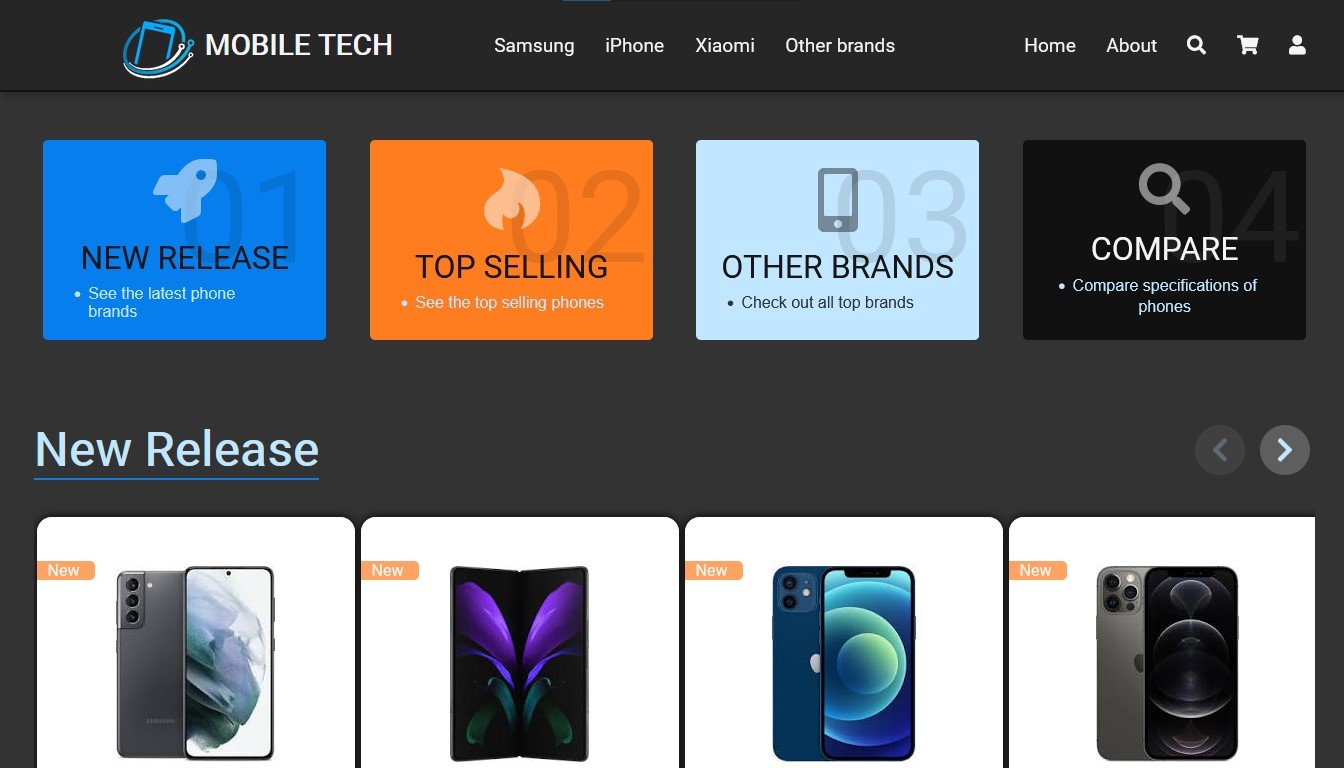 MOBILE TECH
Samsung iPhone Xiaomi Other brands
Home About
01
NEW RELEASE
• See the latest phone
brands
02
TOP SELLING
• See the top selling phones
03
OTHER BRANDS
• Check out all top brands
04
COMPARE
• Compare specifications of
phones
New Release
New
New
New
New
SAMSUNG